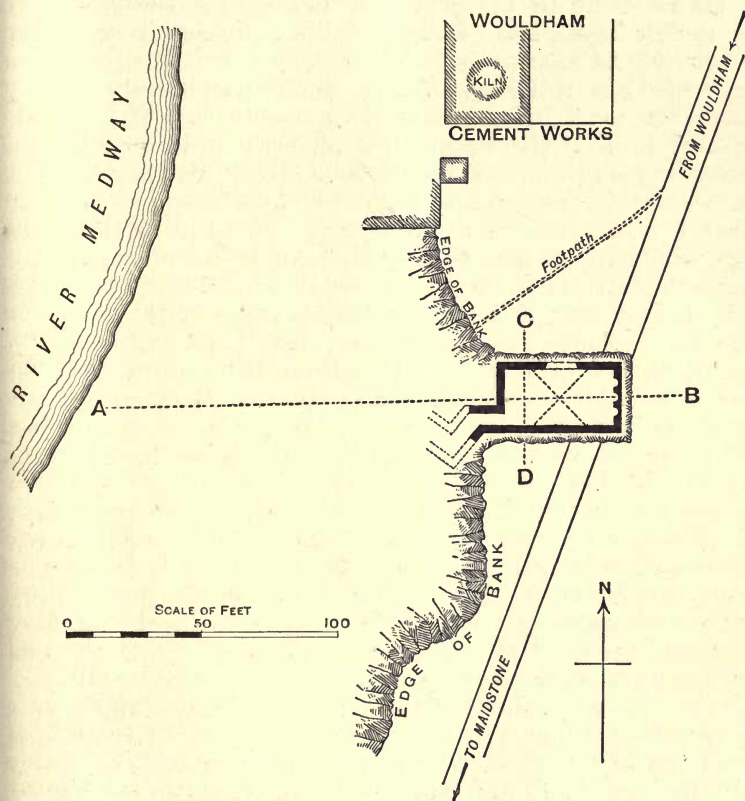 WOULDHAM
KILN
CEMENT WORKS
RIVER MEDWAY
FROM WOULDHAM
EDGE OF BANK
Footpath
C
A
B
D
EDGE OF BANK
SCALE OF FEET
0 50 100
N
TO MAIDSTONE